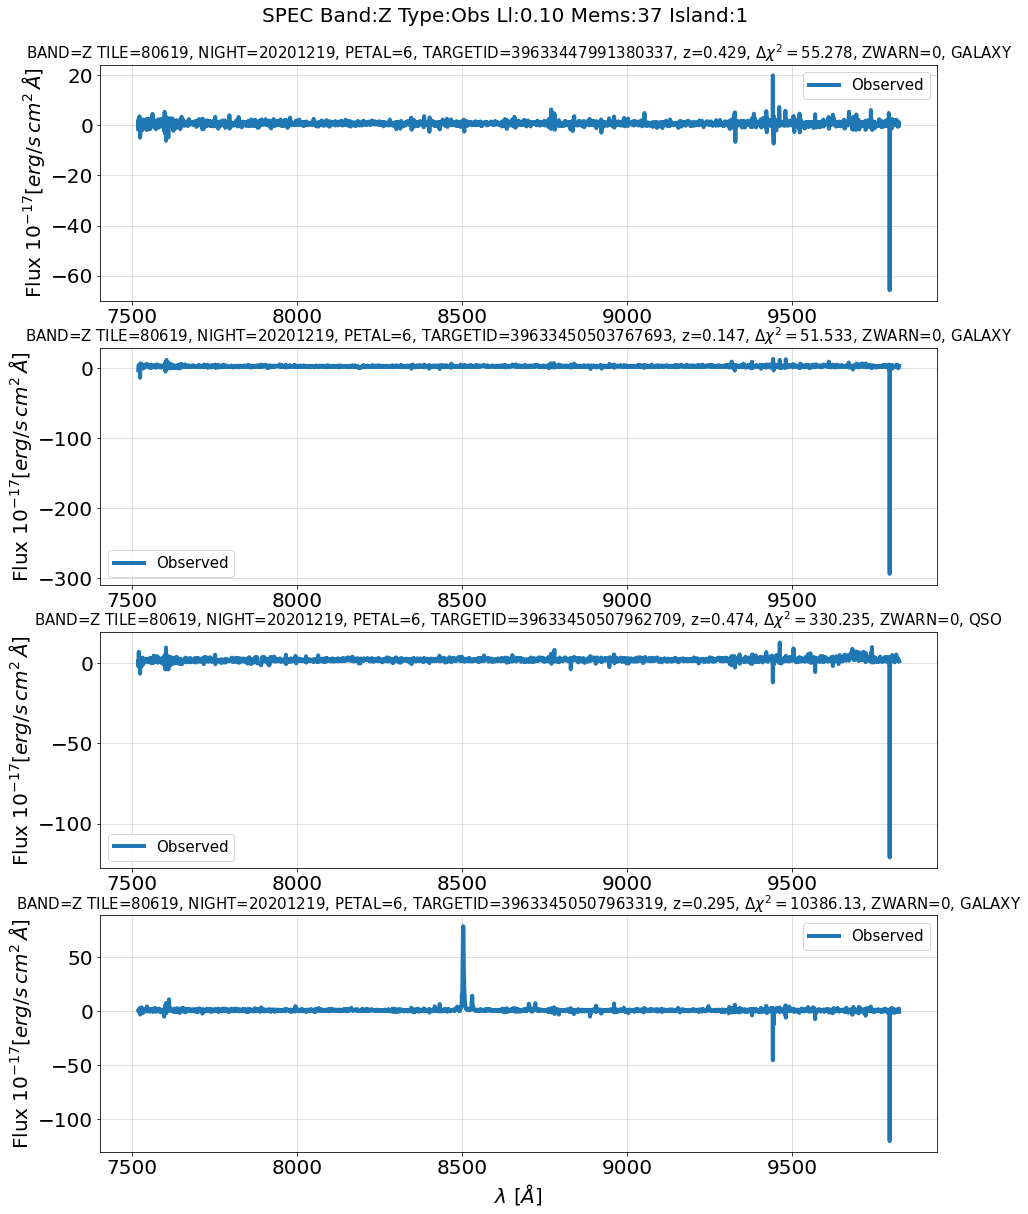 SPEC Band:Z Type:Obs Ll:0.10 Mems:37 Island:1
BAND=Z TILE=80619, NIGHT=20201219, PETAL=6, TARGETID=39633447991380337, z=0.429, Δχ² = 55.278, ZWARN=0, GALAXY
Flux 10⁻¹⁷[erg/s cm² Å]
20
0
−20
−40
−60
Observed
7500 8000 8500 9000 9500
BAND=Z TILE=80619, NIGHT=20201219, PETAL=6, TARGETID=39633450503767693, z=0.147, Δχ² = 51.533, ZWARN=0, GALAXY
Flux 10⁻¹⁷[erg/s cm² Å]
0
−100
−200
−300
Observed
7500 8000 8500 9000 9500
BAND=Z TILE=80619, NIGHT=20201219, PETAL=6, TARGETID=39633450507962709, z=0.474, Δχ² = 330.235, ZWARN=0, QSO
Flux 10⁻¹⁷[erg/s cm² Å]
0
−50
−100
Observed
7500 8000 8500 9000 9500
BAND=Z TILE=80619, NIGHT=20201219, PETAL=6, TARGETID=39633450507963319, z=0.295, Δχ² = 10386.13, ZWARN=0, GALAXY
Flux 10⁻¹⁷[erg/s cm² Å]
50
0
−50
−100
Observed
7500 8000 8500 9000 9500
λ [Å]